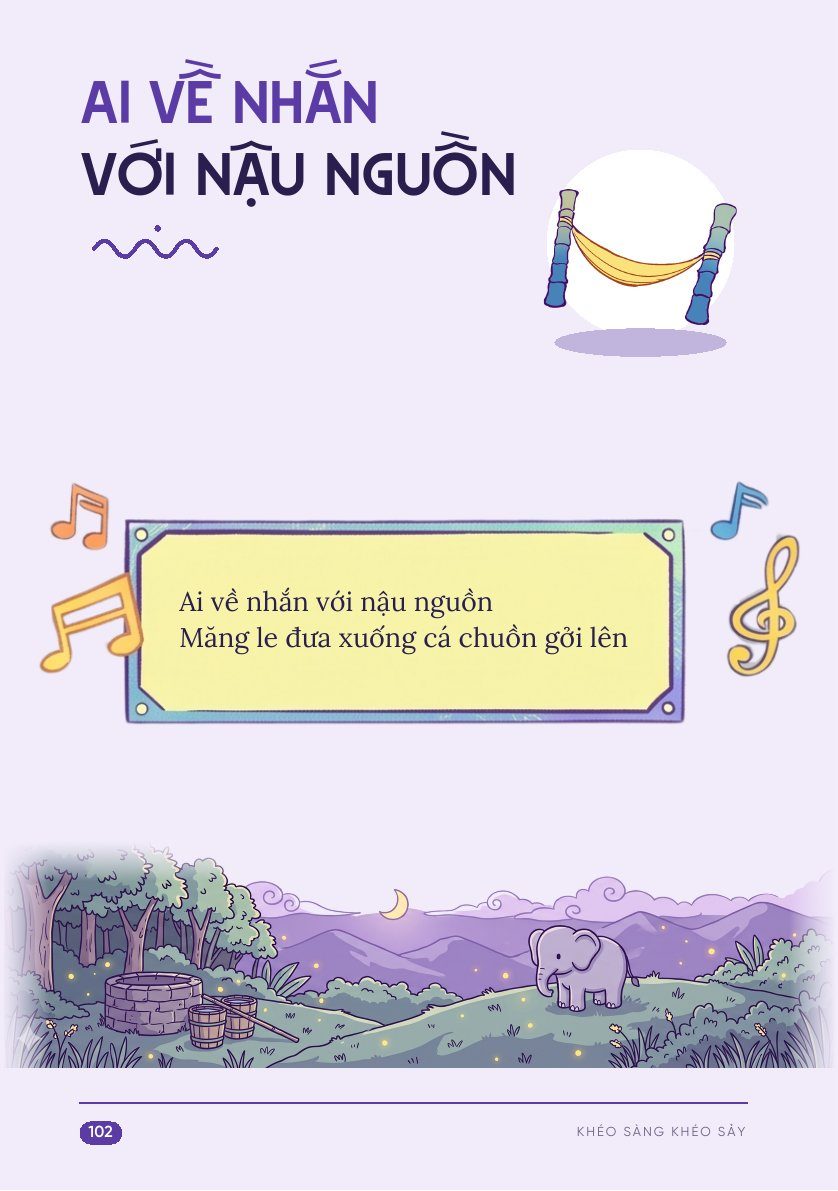 AI VỀ NHẮN
VỚI NẬU NGUỒN
Ai về nhắn với nậu nguồn
Măng le đưa xuống cá chuồn gởi lên
102
KHÉO SÀNG KHÉO SẢY